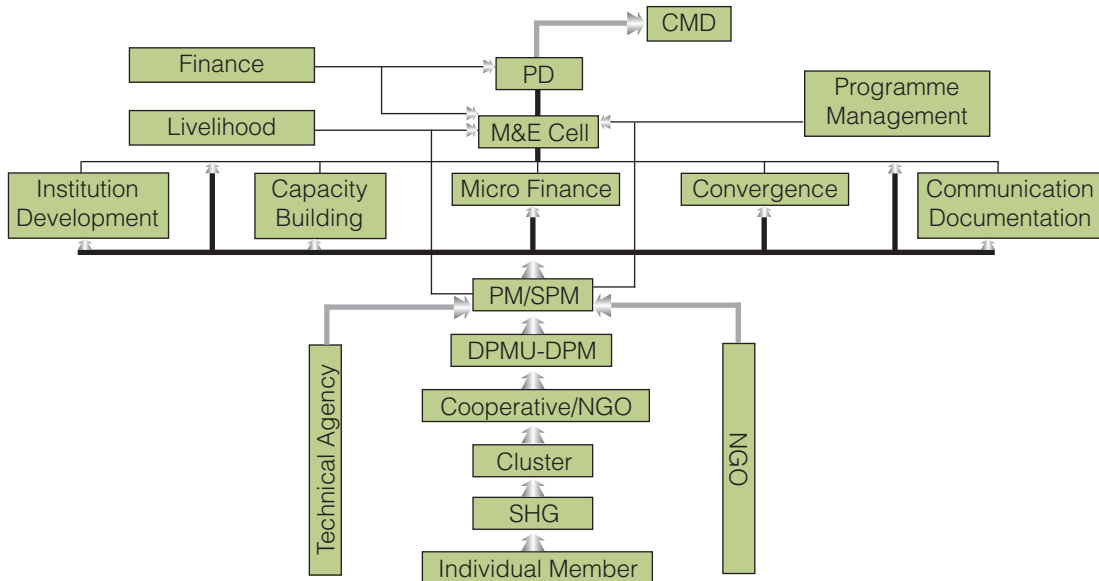 CMD
Finance
PD
Programme
Management
Livelihood
M&E Cell
Institution
Development
Capacity
Building
Micro Finance
Convergence
Communication
Documentation
PM/SPM
DPMU-DPM
Technical Agency
Cooperative/NGO
NGO
Cluster
SHG
Individual Member